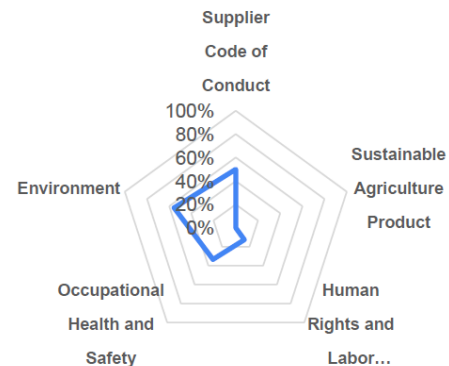 Supplier
Code of
Conduct
100%
80%
60%
40%
20%
0%
Sustainable
Agriculture
Product
Environment
Occupational
Health and
Safety
Human
Rights and
Labor…